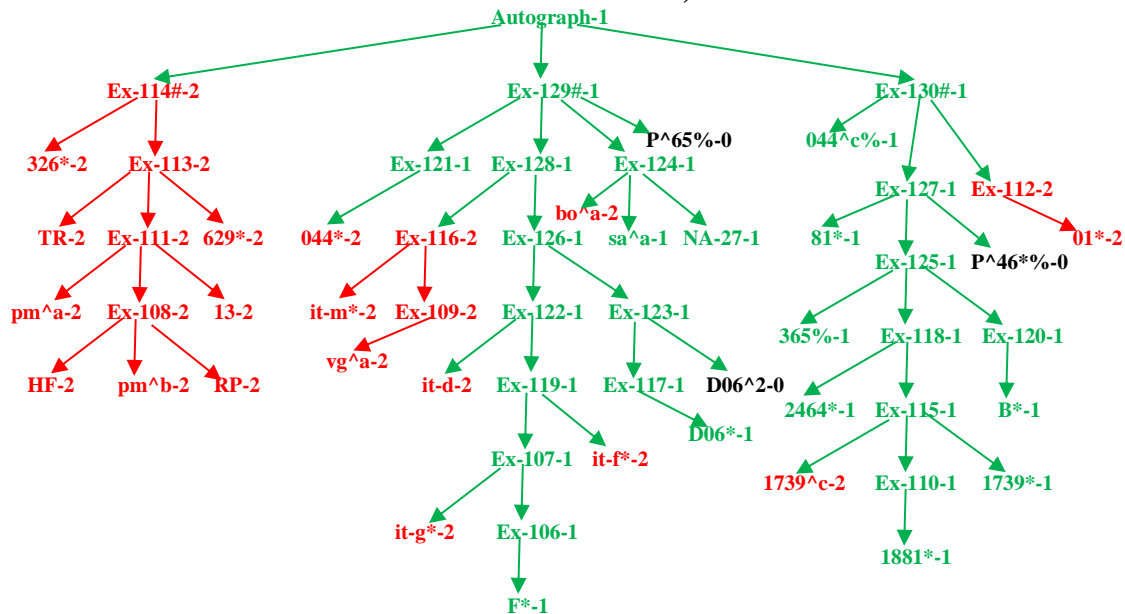 Autograph-1
Ex-114#-2 Ex-129#-1 Ex-130#-1
P^65%-0 044^c%-1
326*-2 Ex-113-2 Ex-121-1 Ex-128-1 Ex-124-1
Ex-127-1 Ex-112-2
bo^a-2
TR-2 Ex-111-2 629*-2 044*-2 Ex-116-2 Ex-126-1 sa^a-1 NA-27-1 81*-1 01*-2
Ex-125-1 P^46*%-0
pm^a-2 Ex-108-2 13-2 it-m*-2 Ex-109-2 Ex-122-1 Ex-123-1
365%-1 Ex-118-1 Ex-120-1
vg^a-2
HF-2 pm^b-2 RP-2 it-d-2 Ex-119-1 Ex-117-1 D06^2-0
2464*-1 Ex-115-1 B*-1
D06*-1
Ex-107-1 it-f*-2
1739^c-2 Ex-110-1 1739*-1
it-g*-2 Ex-106-1
1881*-1
F*-1